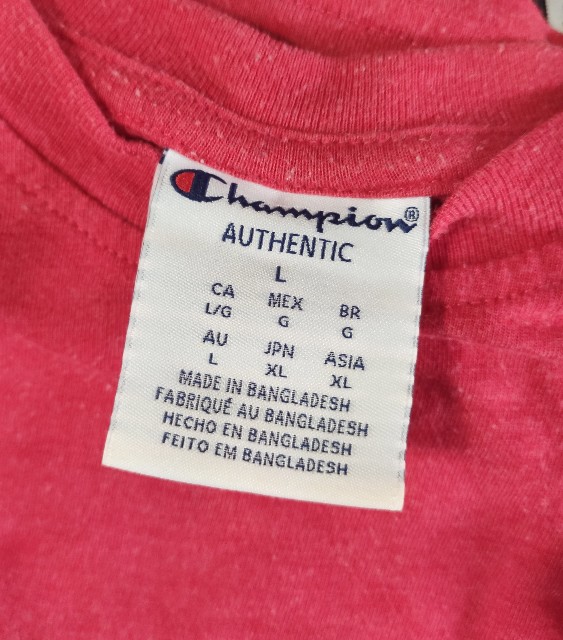 Champion®
AUTHENTIC
L
CA MEX BR
L/G G G
AU JPN ASIA
L XL XL
MADE IN BANGLADESH
FABRIQUÉ AU BANGLADESH
HECHO EN BANGLADESH
FEITO EM BANGLADESH